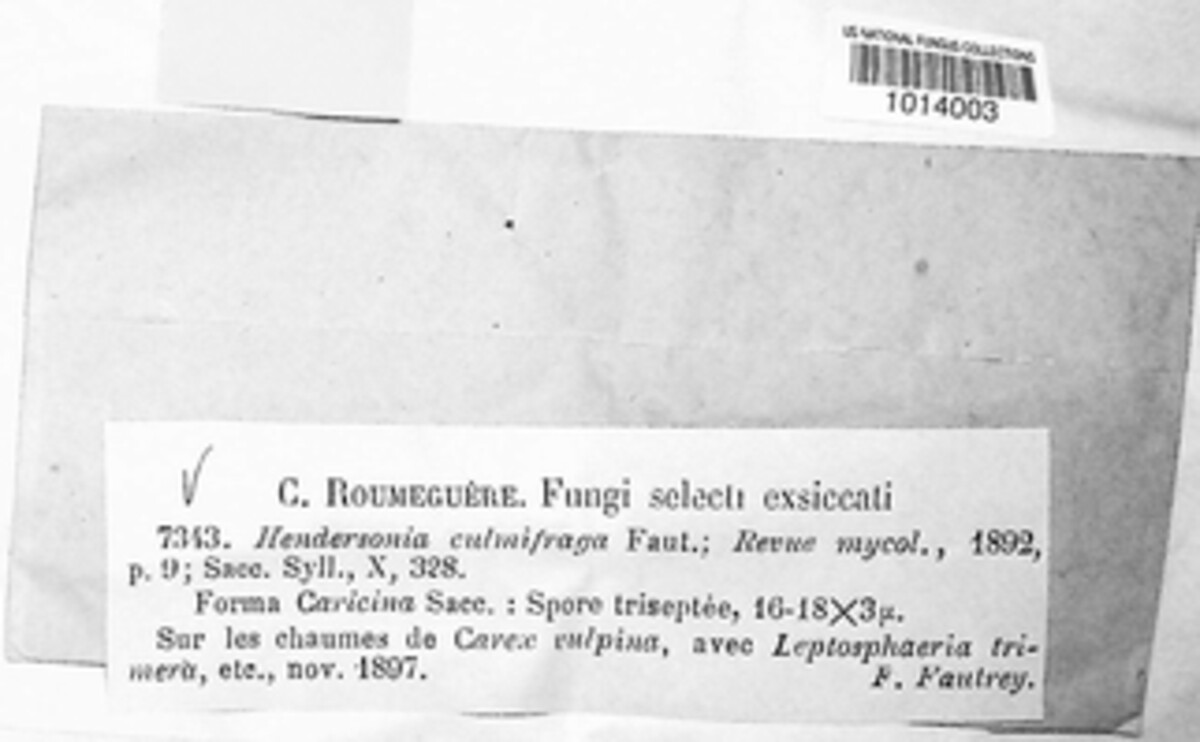 US NATIONAL FUNGUS COLLECTIONS
1014003
C. ROUMEGUÈRE. Fungi selecti exsiccati
7343. Hendersonia culmifraga Faut.; Revue mycol., 1892,
p. 9; Sacc. Syll., X, 328.
Forma Caricina Sacc. : Spore triseptée, 16-18×3µ.
Sur les chaumes de Carex vulpina, avec Leptosphaeria tri-
mera, etc., nov. 1897.
F. Fautrey.